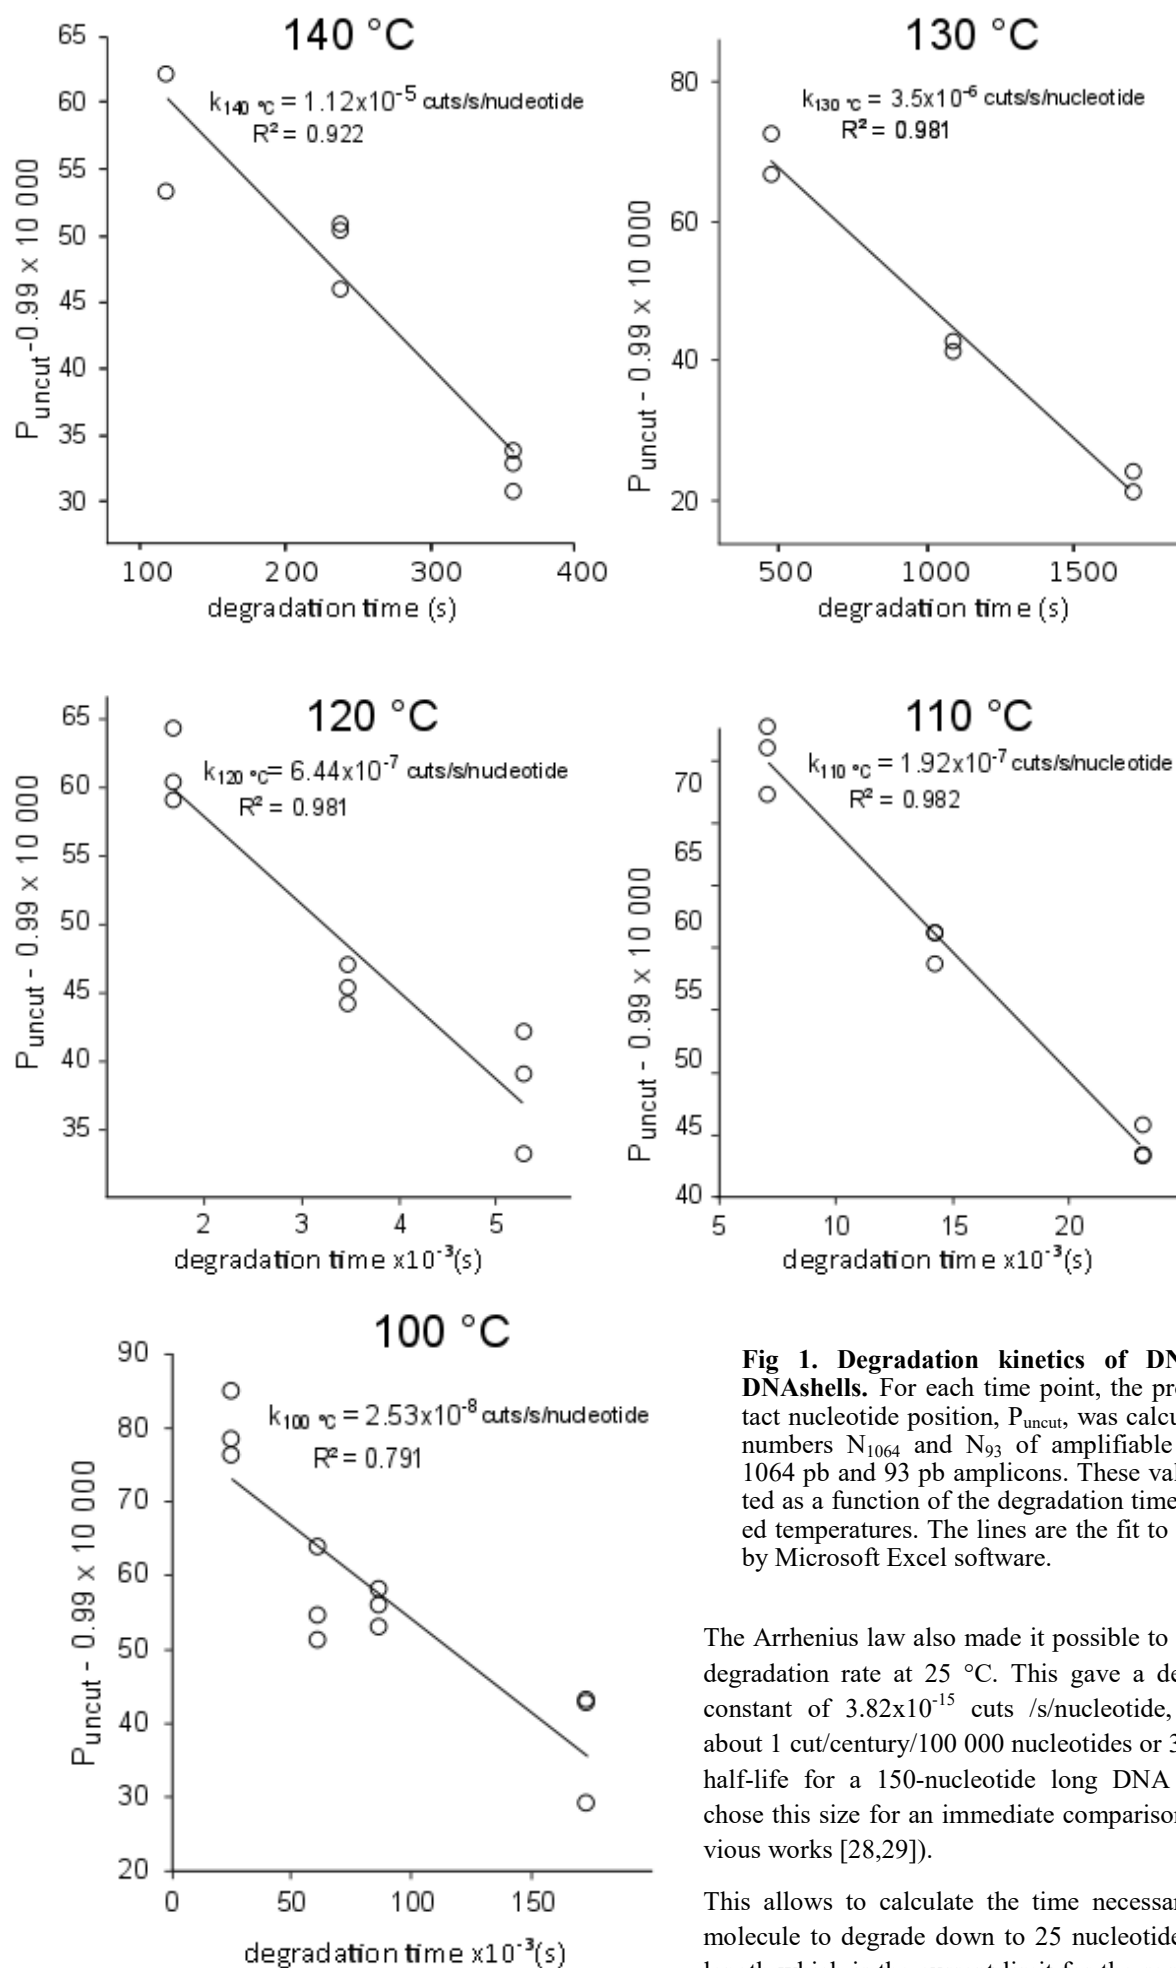 140 °C
k140 °C = 1.12x10-5 cuts/s/nucleotide
R² = 0.922
65
60
55
50
45
40
35
30
Puncut-0.99 x 10 000
100 200 300 400
degradation time (s)
130 °C
k130 °C = 3.5x10-6 cuts/s/nucleotide
R² = 0.981
80
60
40
20
Puncut - 0.99 x 10 000
500 1000 1500
degradation time (s)
120 °C
k120 °C= 6.44x10-7 cuts/s/nucleotide
R² = 0.981
65
60
55
50
45
40
35
Puncut - 0.99 x 10 000
2 3 4 5
degradation time x10-³(s)
110 °C
k110 °C = 1.92x10-7 cuts/s/nucleotide
R² = 0.982
70
65
60
55
50
45
40
Puncut - 0.99 x 10 000
5 10 15 20
degradation time x10-³(s)
100 °C
k100 °C = 2.53x10-8 cuts/s/nucleotide
R² = 0.791
90
80
70
60
50
40
30
20
Puncut - 0.99 x 10 000
0 50 100 150
degradation time x10-³(s)
Fig 1. Degradation kinetics of DN
DNAshells. For each time point, the pr
tact nucleotide position, Puncut, was calcu
numbers N1064 and N93 of amplifiable
1064 pb and 93 pb amplicons. These val
ted as a function of the degradation time
ed temperatures. The lines are the fit to
by Microsoft Excel software.
The Arrhenius law also made it possible to
degradation rate at 25 °C. This gave a de
constant of 3.82x10-15 cuts /s/nucleotide,
about 1 cut/century/100 000 nucleotides or 3
half-life for a 150-nucleotide long DNA
chose this size for an immediate comparison
vious works [28,29]).
This allows to calculate the time necessar
molecule to degrade down to 25 nucleotide